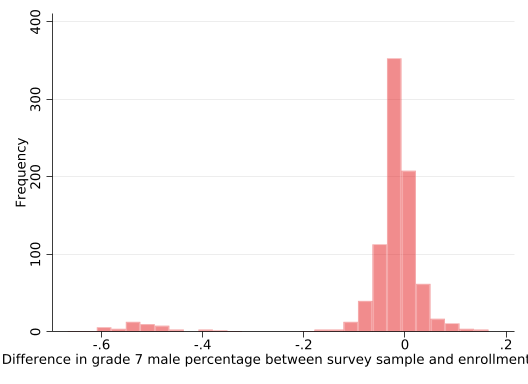 400
300
200
100
0
Frequency
-.6 -.4 -.2 0 .2
Difference in grade 7 male percentage between survey sample and enrollment